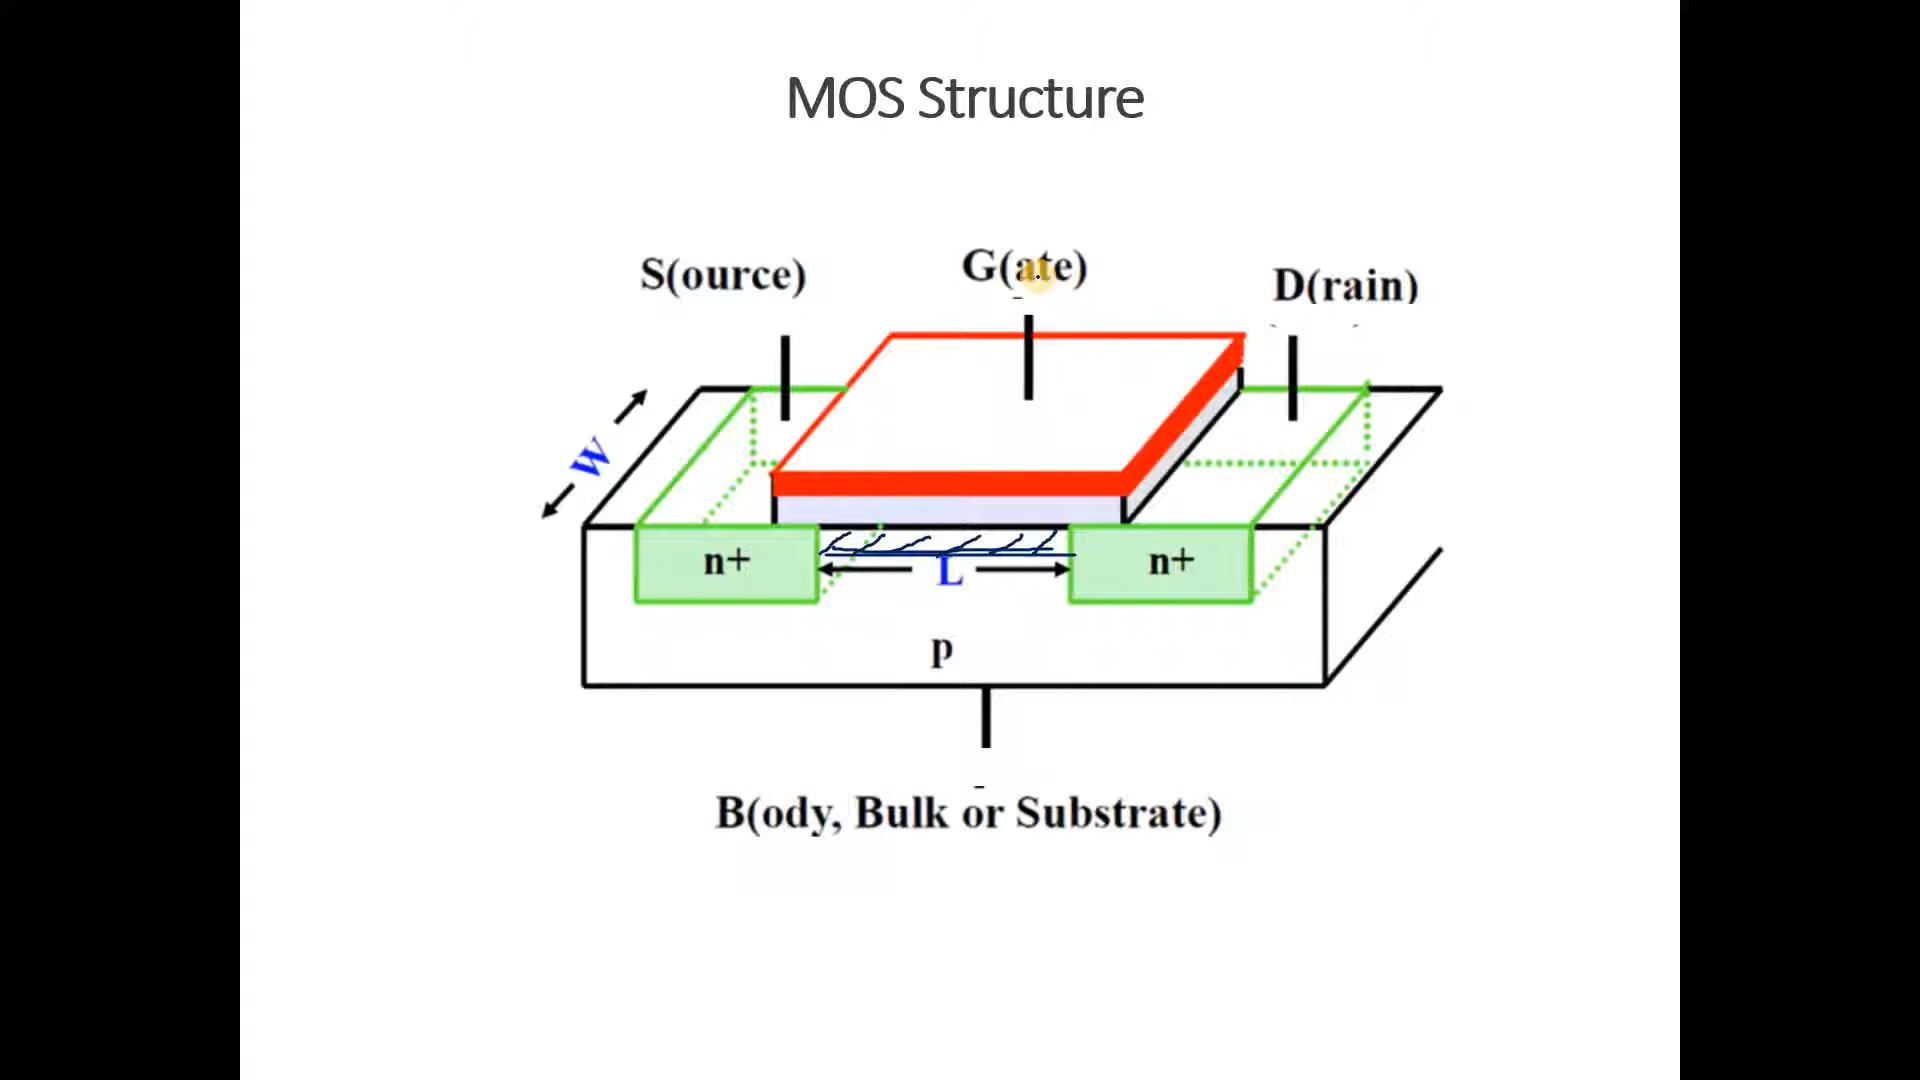 MOS Structure
S(ource)
G(ate)
D(rain)
W
n+
L
n+
p
B(ody, Bulk or Substrate)